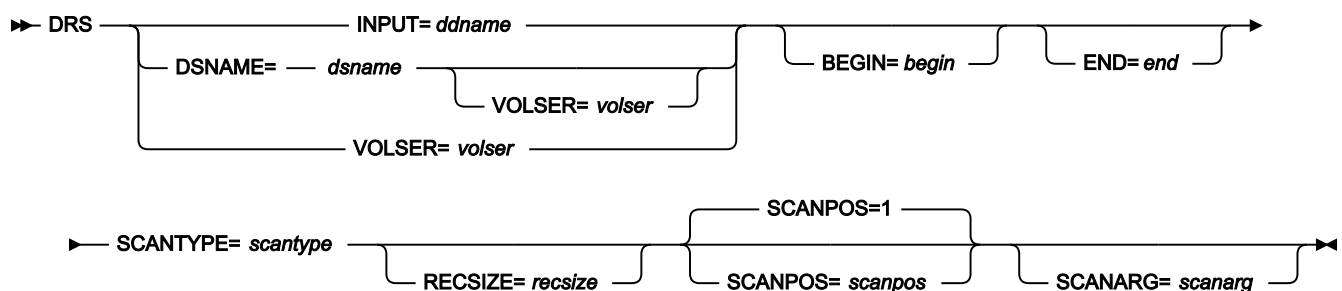 DRS INPUT= ddname BEGIN= begin END= end
DSNAME= dsname VOLSER= volser
VOLSER= volser
SCANTYPE= scantype RECSIZE= recsize SCANPOS=1 SCANARG= scanarg
SCANPOS= scanpos